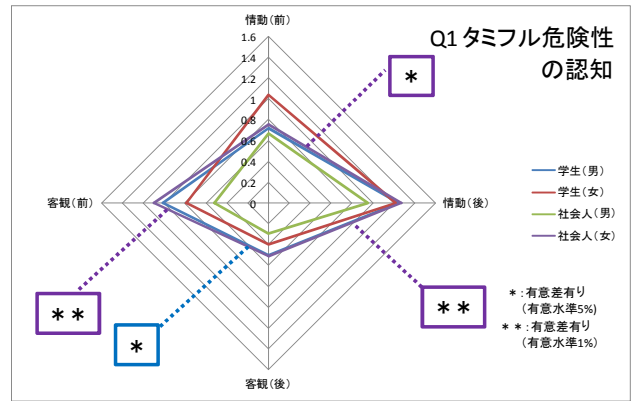 情動(前)
Q1 タミフル危険性
の認知
1.6
1.4
1.2
1
0.8
0.6
0.4
0.2
0
*
学生(男)
学生(女)
社会人(男)
社会人(女)
客観(前)
情動(後)
**
*
**
*:有意差有り
(有意水準5%)
**:有意差有り
(有意水準1%)
客観(後)